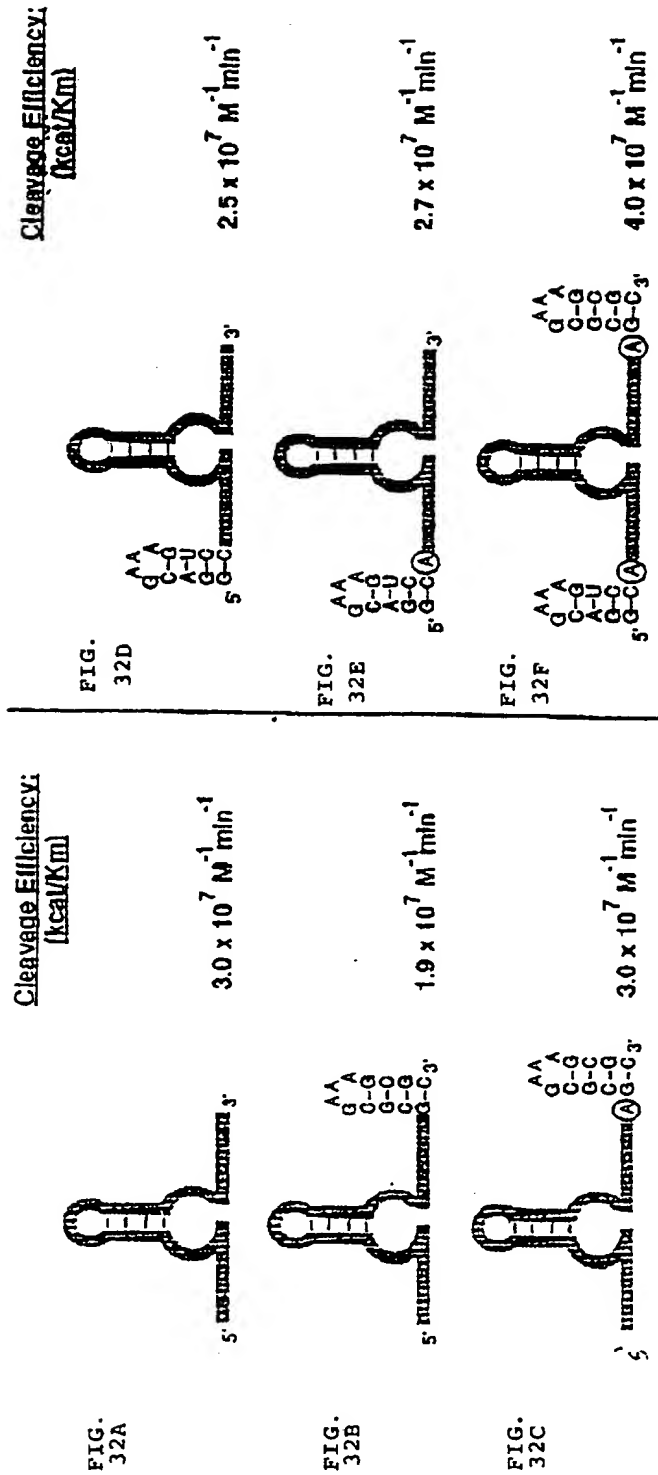 Cleavage Efficiency:
(kcat/Km)
FIG.
32A
5' 3'
3.0 x 10⁷ M⁻¹ min⁻¹
FIG.
32B
A A
G A
C-G
G-C
C-G
5' G-C 3'
1.9 x 10⁷ M⁻¹ min⁻¹
FIG.
32C
A A
G A
C-G
G-C
C-G
5' A G-C 3'
3.0 x 10⁷ M⁻¹ min⁻¹
Cleavage Efficiency:
(kcat/Km)
FIG.
32D
A A
G A
C-G
A-U
G-C
5' G-C 3'
2.5 x 10⁷ M⁻¹ min⁻¹
FIG.
32E
A A
G A
C-G
A-U
G-C
5' G-C A 3'
2.7 x 10⁷ M⁻¹ min⁻¹
FIG.
32F
A A A A
G A G A
C-G C-G
A-U G-C
G-C C-G
5' G-C A A G-C 3'
4.0 x 10⁷ M⁻¹ min⁻¹